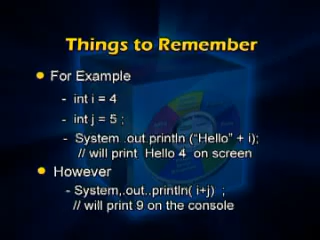 Things to Remember
For Example
- int i = 4
- int j = 5 ;
- System .out.println ("Hello" + i);
// will print Hello 4 on screen
However
- System,.out..println( i+j) ;
// will print 9 on the console